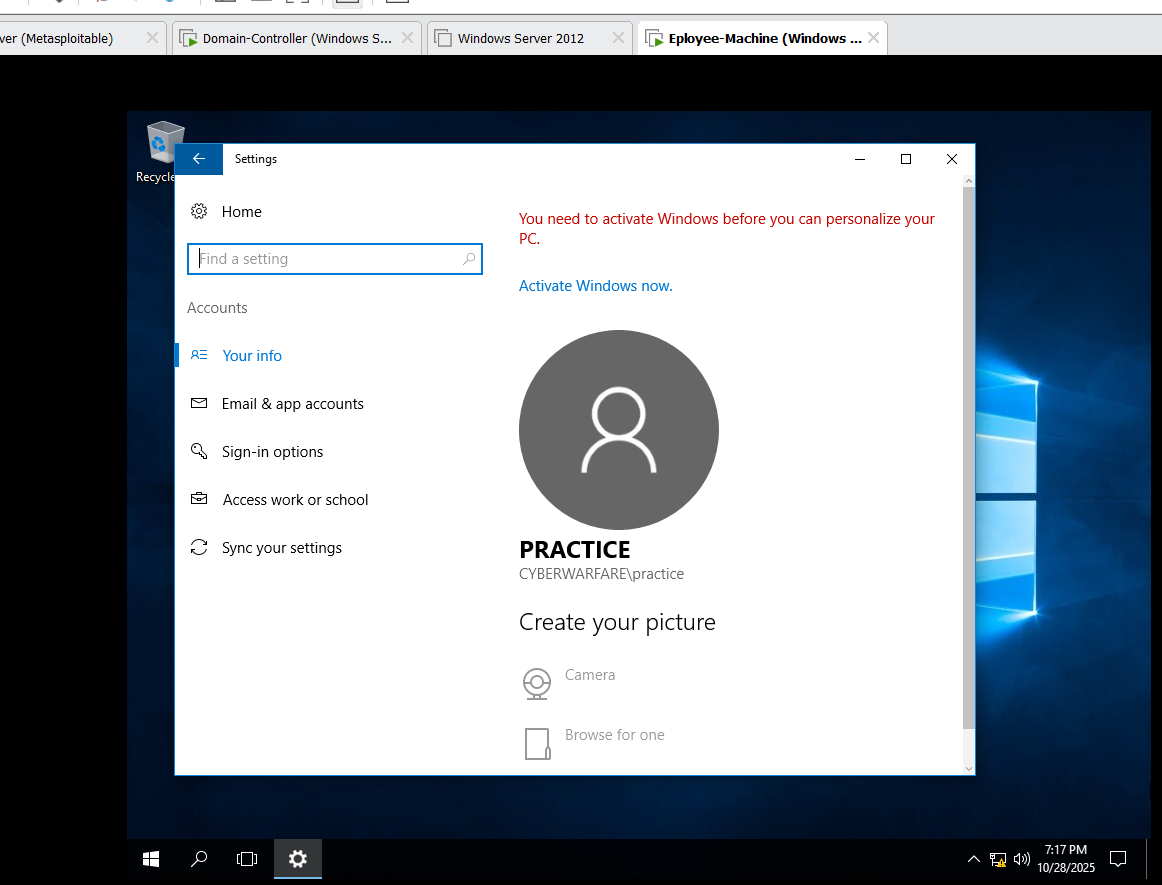 ver (Metasploitable)
Domain-Controller (Windows S...
Windows Server 2012
Eployee-Machine (Windows ...
Recycle
Settings
Home
Find a setting
Accounts
Your info
Email & app accounts
Sign-in options
Access work or school
Sync your settings
You need to activate Windows before you can personalize your
PC.
Activate Windows now.
PRACTICE
CYBERWARFARE\practice
Create your picture
Camera
Browse for one
7:17 PM
10/28/2025